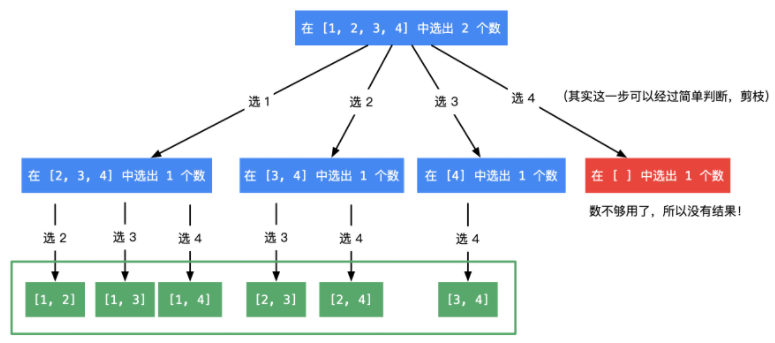 在 [1, 2, 3, 4] 中选出 2 个数
选 1
选 2
选 3
选 4
(其实这一步可以经过简单判断，剪枝)
在 [2, 3, 4] 中选出 1 个数
在 [3, 4] 中选出 1 个数
在 [4] 中选出 1 个数
在 [ ] 中选出 1 个数
数不够用了，所以没有结果！
选 2
选 3
选 4
选 3
选 4
选 4
[1, 2]
[1, 3]
[1, 4]
[2, 3]
[2, 4]
[3, 4]